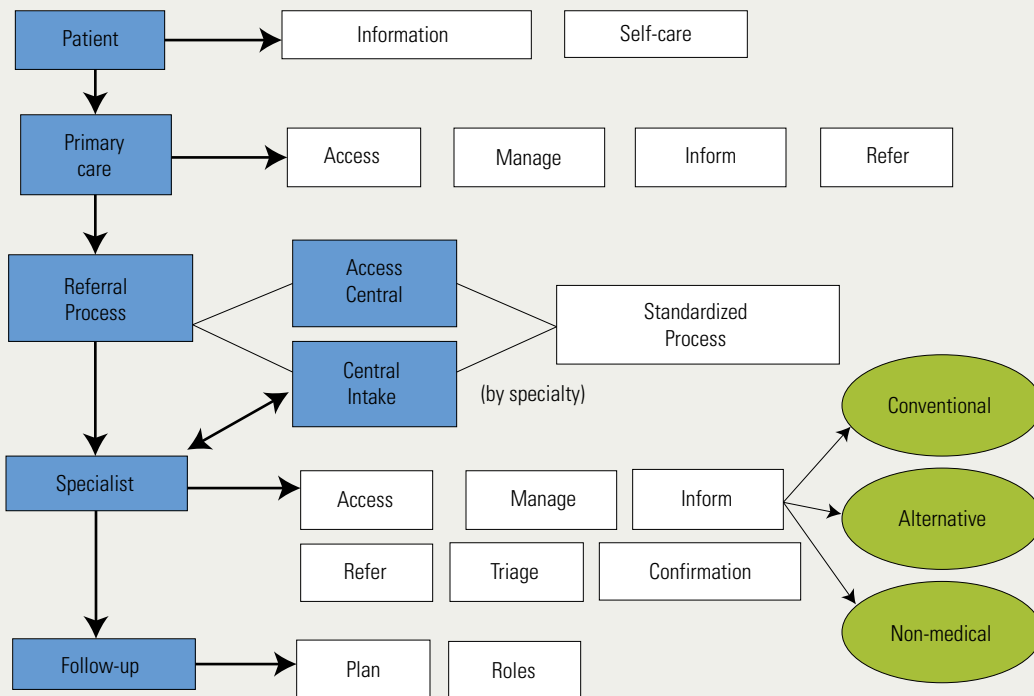 Patient
Information
Self-care
Primary
care
Access
Manage
Inform
Refer
Referral
Process
Access
Central
Standardized
Process
Central
Intake
(by specialty)
Conventional
Specialist
Access
Manage
Inform
Alternative
Refer
Triage
Confirmation
Non-medical
Follow-up
Plan
Roles